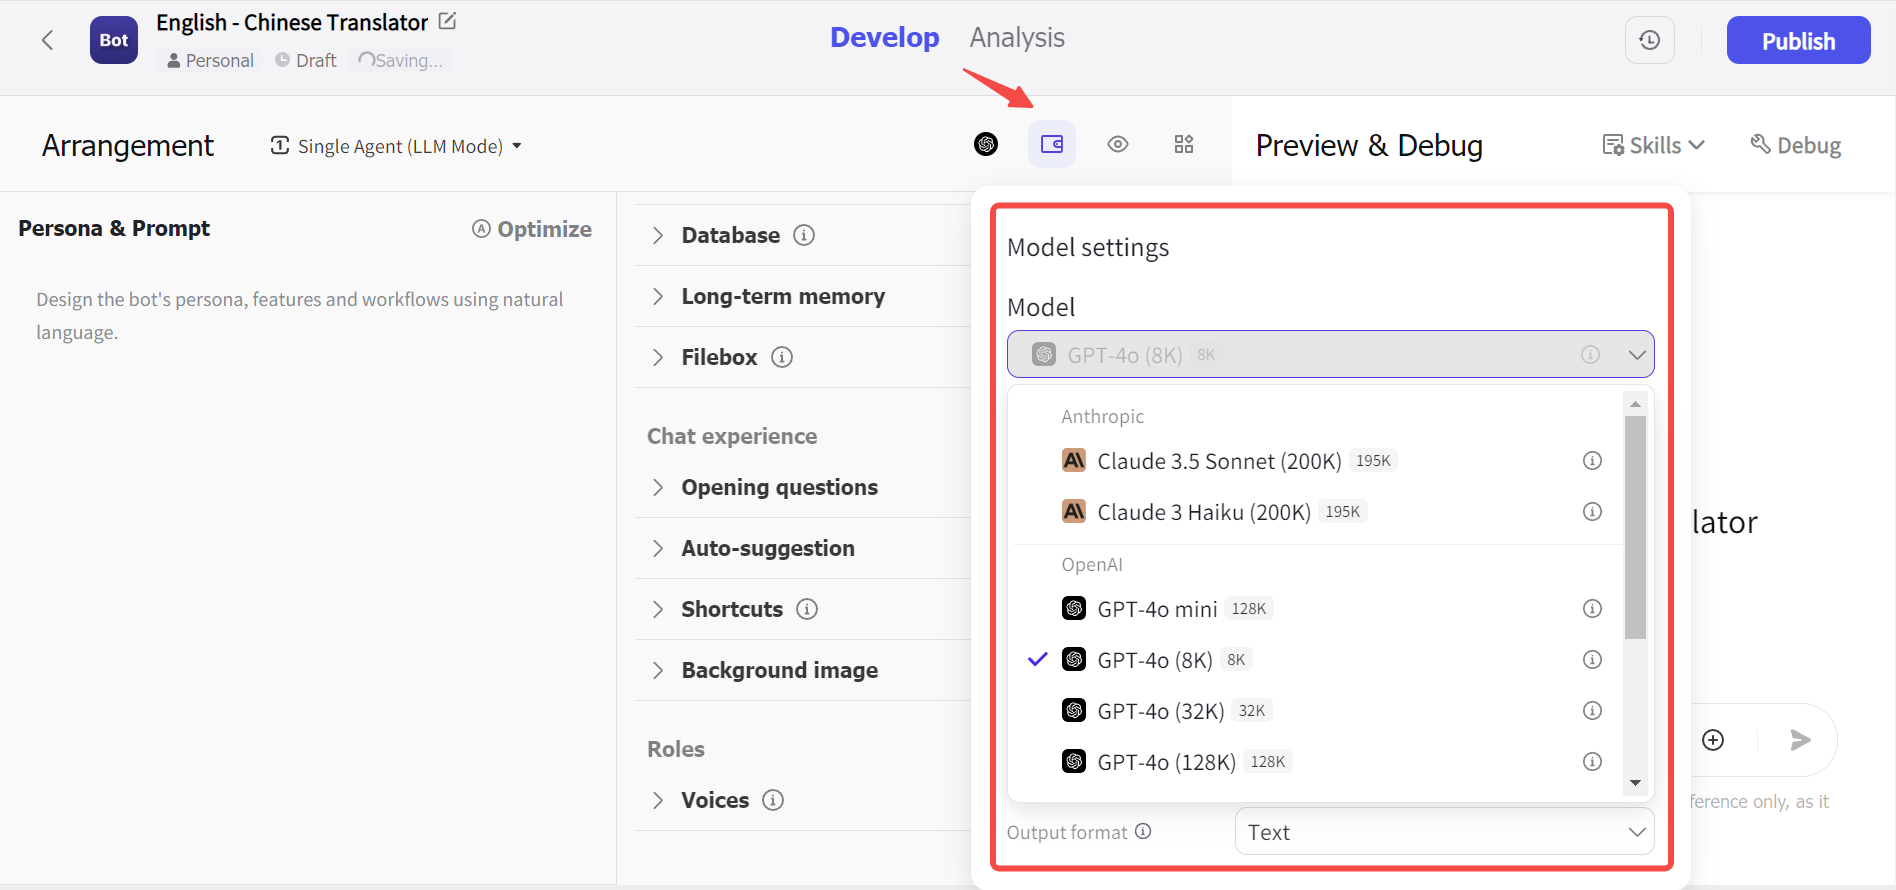 Bot
English - Chinese Translator
Personal
Draft
Saving...
Develop
Analysis
Publish
Arrangement
Single Agent (LLM Mode)
Preview & Debug
Skills
Debug
Persona & Prompt
Optimize
Design the bot's persona, features and workflows using natural
language.
Database
Long-term memory
Filebox
Chat experience
Opening questions
Auto-suggestion
Shortcuts
Background image
Roles
Voices
Model settings
Model
GPT-4o (8K) 8K
Anthropic
Claude 3.5 Sonnet (200K) 195K
Claude 3 Haiku (200K) 195K
OpenAI
GPT-4o mini 128K
GPT-4o (8K) 8K
GPT-4o (32K) 32K
GPT-4o (128K) 128K
Output format
Text
lator
ference only, as it